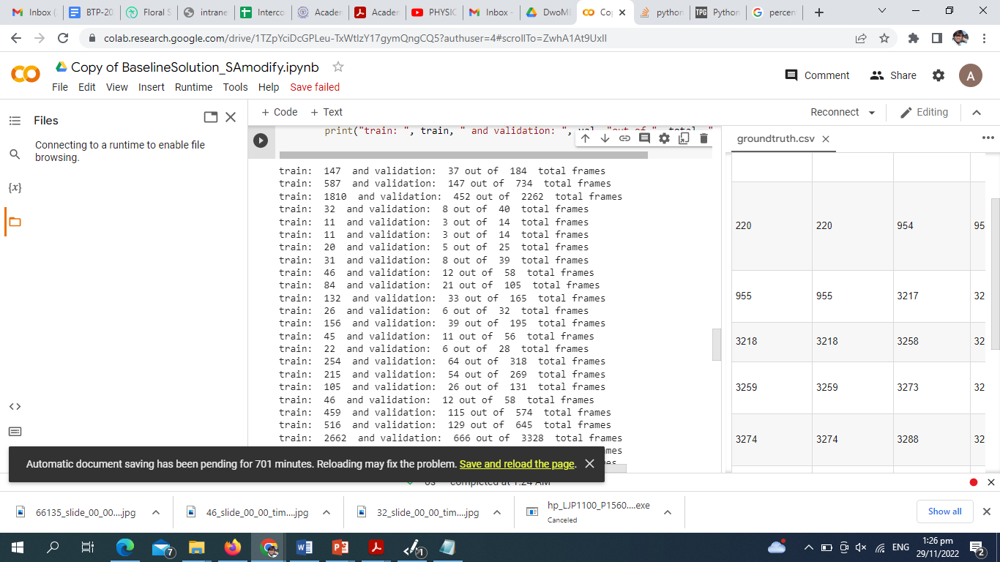 Inbox (
BTP-20
Floral S
intrane
Interco
Acader
Acader
PHYSIC
Inbox -
DwoM
Co
python
Python
percen
colab.research.google.com/drive/1TZpYciDcGPLeu-TxWtIzY17gymQngCQ5?authuser=4#scrollTo=ZwhA1At9UxlI
Copy of BaselineSolution_SAmodify.ipynb
Comment
Share
A
File Edit View Insert Runtime Tools Help Save failed
Files
+ Code + Text
Reconnect
Editing
Connecting to a runtime to enable file
browsing.
{x}
print("train: ", train, " and validation: ", val, "out of ", total, "
train:  147  and validation:  37 out of  184  total frames
train:  587  and validation:  147 out of  734  total frames
train:  1810  and validation:  452 out of  2262  total frames
train:  32  and validation:  8 out of  40  total frames
train:  11  and validation:  3 out of  14  total frames
train:  11  and validation:  3 out of  14  total frames
train:  20  and validation:  5 out of  25  total frames
train:  31  and validation:  8 out of  39  total frames
train:  46  and validation:  12 out of  58  total frames
train:  84  and validation:  21 out of  105  total frames
train:  132  and validation:  33 out of  165  total frames
train:  26  and validation:  6 out of  32  total frames
train:  156  and validation:  39 out of  195  total frames
train:  45  and validation:  11 out of  56  total frames
train:  22  and validation:  6 out of  28  total frames
train:  254  and validation:  64 out of  318  total frames
train:  215  and validation:  54 out of  269  total frames
train:  105  and validation:  26 out of  131  total frames
train:  46  and validation:  12 out of  58  total frames
train:  459  and validation:  115 out of  574  total frames
train:  516  and validation:  129 out of  645  total frames
train:  2662  and validation:  666 out of  3328  total frames
mes
groundtruth.csv
220 220 954 95
955 955 3217 32
3218 3218 3258 32
3259 3259 3273 32
3274 3274 3288 32
Automatic document saving has been pending for 701 minutes. Reloading may fix the problem. Save and reload the page.
0s completed at 1:24 AM
66135_slide_00_00....jpg
46_slide_00_00_tim....jpg
32_slide_00_00_tim....jpg
hp_LJP1100_P1560....exe
Canceled
Show all
7
1
ENG
1:26 pm
29/11/2022
2